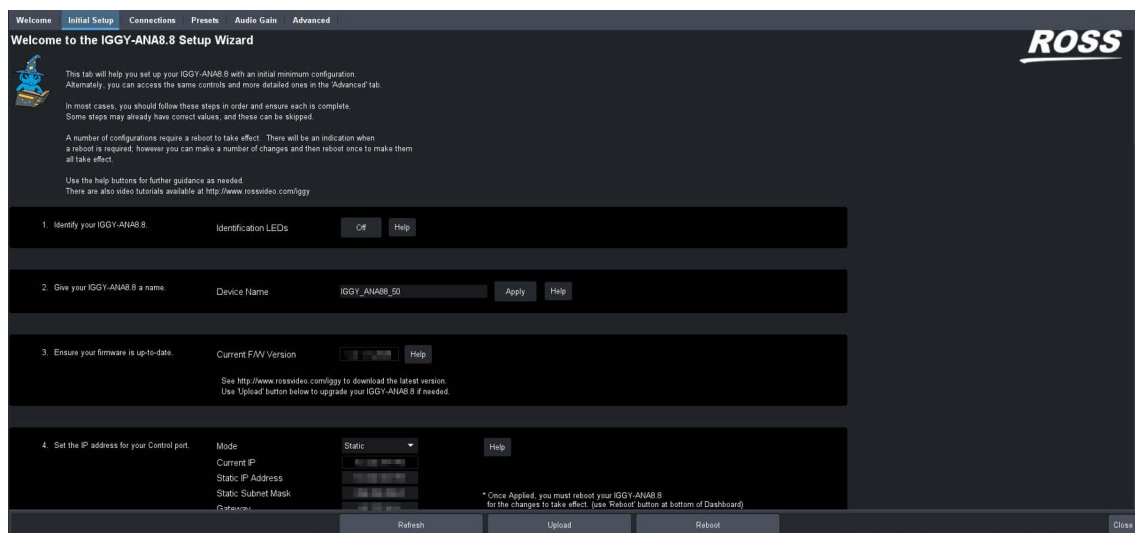 Welcome Initial Setup Connections Presets Audio Gain Advanced
Welcome to the IGGY-ANA8.8 Setup Wizard
ROSS
This tab will help you set up your IGGY-ANA8.8 with an initial minimum configuration.
Alternately, you can access the same controls and more detailed ones in the 'Advanced' tab.
In most cases, you should follow these steps in order and ensure each is complete.
Some steps may already have correct values, and these can be skipped.
A number of configurations require a reboot to take effect. There will be an indication when
a reboot is required; however you can make a number of changes and then reboot once to make them
all take effect.
Use the help buttons for further guidance as needed.
There are also video tutorials available at http://www.rossvideo.com/iggy
1. Identify your IGGY-ANA8.8. Identification LEDs Off Help
2. Give your IGGY-ANA8.8 a name. Device Name IGGY_ANA88_50 Apply Help
3. Ensure your firmware is up-to-date. Current F/W Version Help
See http://www.rossvideo.com/iggy to download the latest version.
Use 'Upload' button below to upgrade your IGGY-ANA8.8 if needed.
4. Set the IP address for your Control port. Mode Static Help
Current IP
Static IP Address
Static Subnet Mask
* Once Applied, you must reboot your IGGY-ANA8.8
for the changes to take effect. (use 'Reboot' button at bottom of Dashboard)
Gateway
Refresh Upload Reboot Close